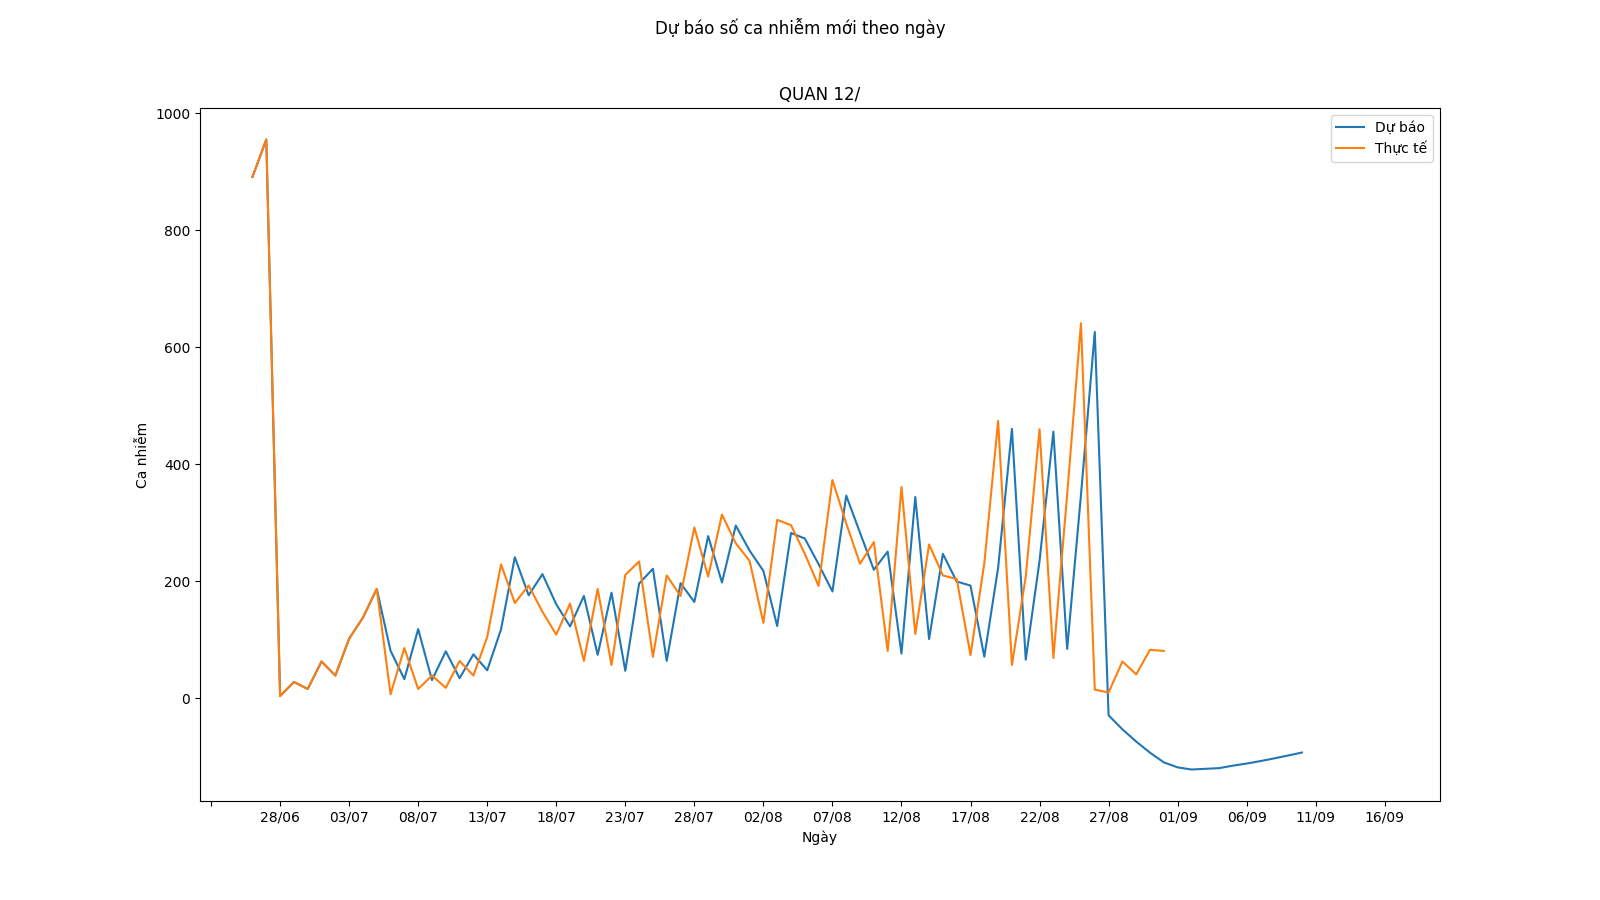 Dự báo số ca nhiễm mới theo ngày
QUAN 12/
1000
800
600
400
200
0
Ca nhiễm
Dự báo
Thực tế
28/06 03/07 08/07 13/07 18/07 23/07 28/07 02/08 07/08 12/08 17/08 22/08 27/08 01/09 06/09 11/09 16/09
Ngày